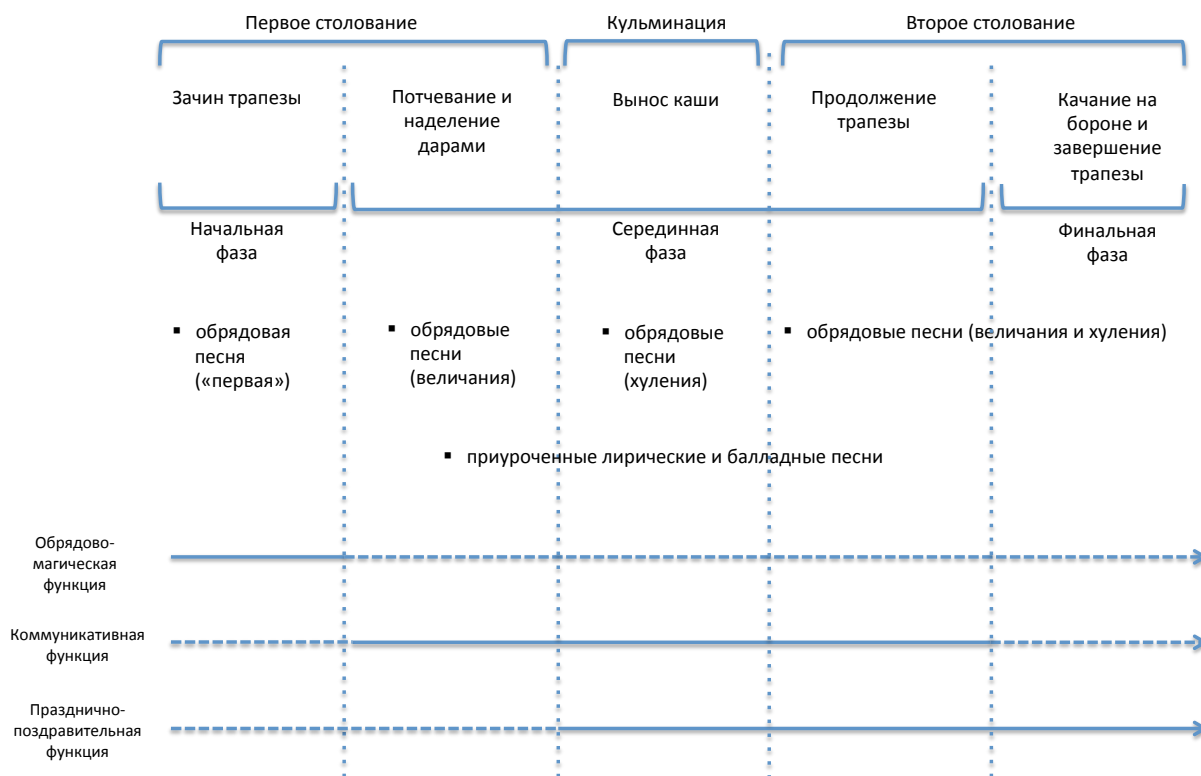 Первое столование
Кульминация
Второе столование
Зачин трапезы
Потчевание и
наделение
дарами
Вынос каши
Продолжение
трапезы
Качание на
бороне и
завершение
трапезы
Начальная
фаза
Серединная
фаза
Финальная
фаза
▪ обрядовая
песня
(«первая»)
▪ обрядовые
песни
(величания)
▪ обрядовые
песни
(хуления)
▪ обрядовые песни (величания и хуления)
▪ приуроченные лирические и балладные песни
Обрядово-
магическая
функция
Коммуникативная
функция
Празднично-
поздравительная
функция